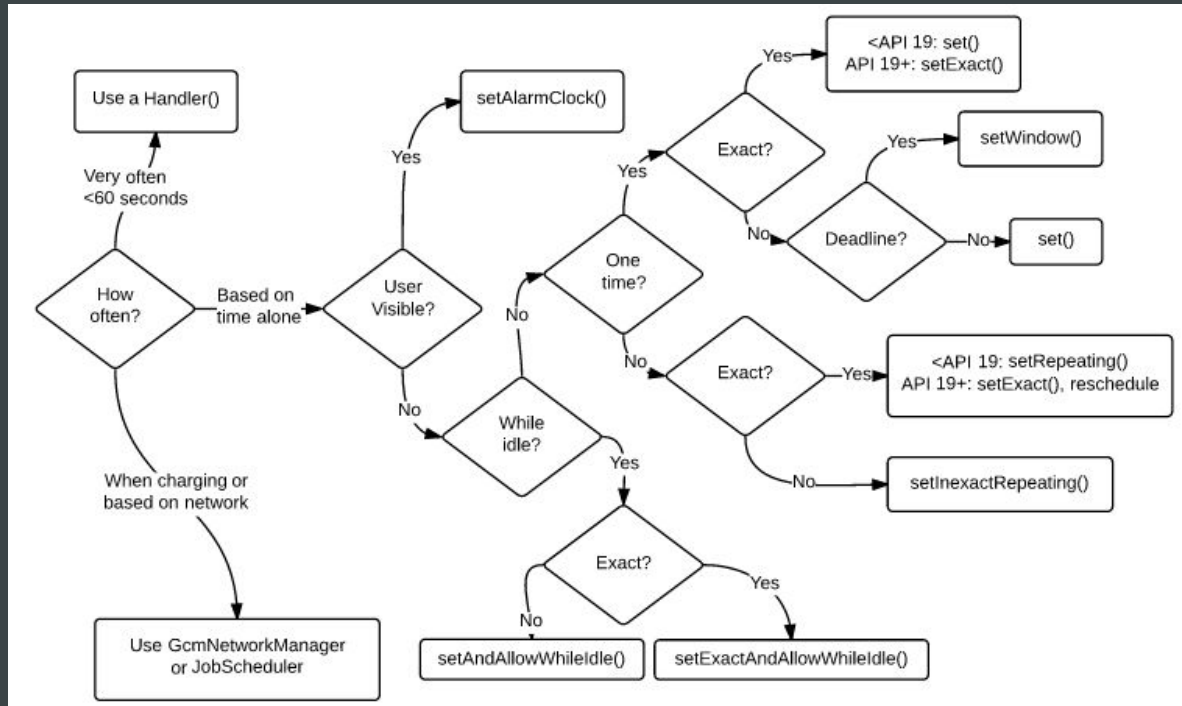 <API 19: set()
API 19+: setExact()
Yes
Use a Handler()
setAlarmClock()
Exact?
Yes
setWindow()
Yes
Very often
<60 seconds
Yes
No
Deadline?
No
set()
How
often?
Based on
time alone
User
Visible?
One
time?
No
No
Exact?
Yes
<API 19: setRepeating()
API 19+: setExact(), reschedule
No
While
idle?
Yes
No
setInexactRepeating()
When charging or
based on network
Exact?
No
Yes
Use GcmNetworkManager
or JobScheduler
setAndAllowWhileIdle()
setExactAndAllowWhileIdle()